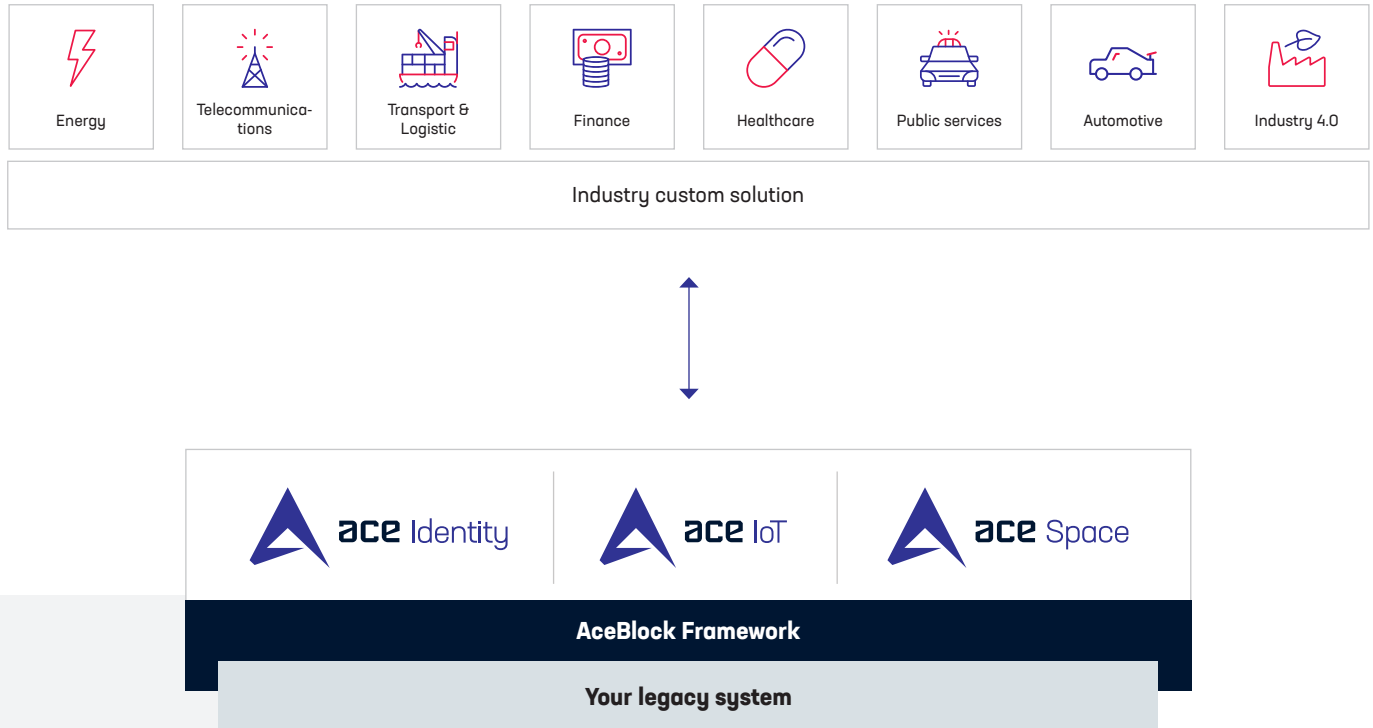 Energy
Telecommunica-
tions
Transport &
Logistic
Finance
Healthcare
Public services
Automotive
Industry 4.0
Industry custom solution
ace Identity
ace IoT
ace Space
AceBlock Framework
Your legacy system